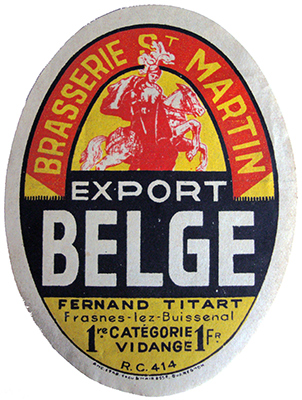 BRASSERIE ST MARTIN
EXPORT
BELGE
FERNAND TITART
Frasnes-lez-Buissenal
1re CATÉGORIE 1FR
VIDANGE
R.C. 414